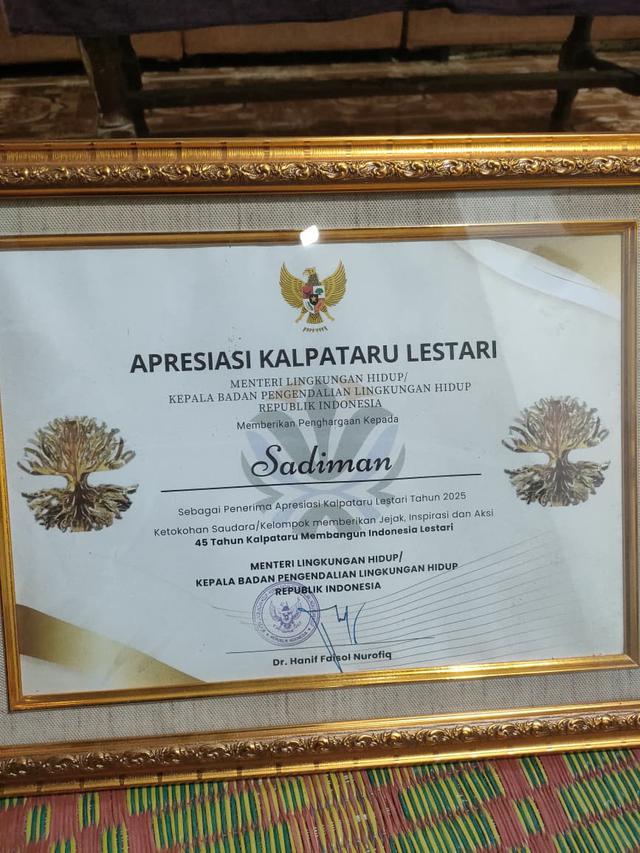 APRESIASI KALPATARU LESTARI
MENTERI LINGKUNGAN HIDUP/
KEPALA BADAN PENGENDALIAN LINGKUNGAN HIDUP
REPUBLIK INDONESIA
Memberikan Penghargaan Kepada
Sadiman
Sebagai Penerima Apresiasi Kalpataru Lestari Tahun 2025
Ketokohan Saudara/Kelompok memberikan Jejak, Inspirasi dan Aksi
45 Tahun Kalpataru Membangun Indonesia Lestari
MENTERI LINGKUNGAN HIDUP/
KEPALA BADAN PENGENDALIAN LINGKUNGAN HIDUP
REPUBLIK INDONESIA
Dr. Hanif Faisol Nurofiq